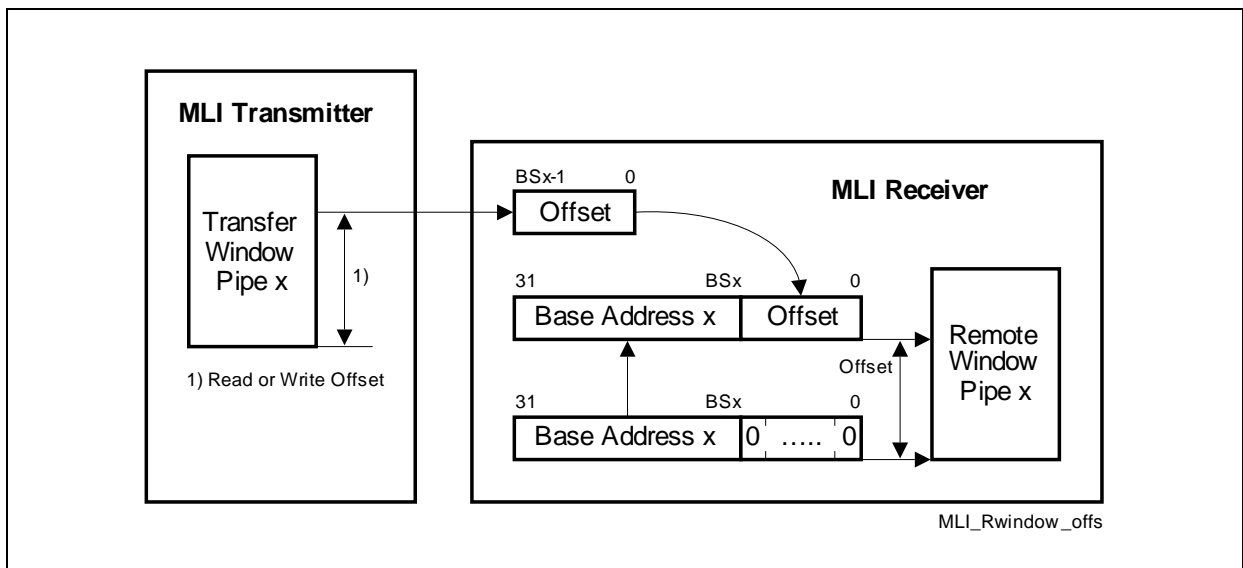 MLI Transmitter
Transfer
Window
Pipe x
1)
1) Read or Write Offset
MLI Receiver
BSx-1 0
Offset
31 BSx 0
Base Address x Offset
Offset
31 BSx 0
Base Address x 0 ..... 0
Remote
Window
Pipe x
MLI_Rwindow_offs